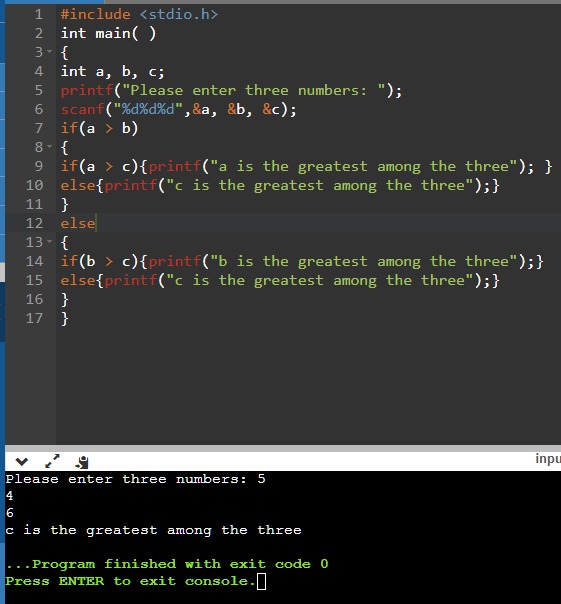 1 #include <stdio.h>
2 int main( )
3 {
4 int a, b, c;
5 printf("Please enter three numbers: ");
6 scanf("%d%d%d",&a, &b, &c);
7 if(a > b)
8 {
9 if(a > c){printf("a is the greatest among the three"); }
10 else{printf("c is the greatest among the three");}
11 }
12 else
13 {
14 if(b > c){printf("b is the greatest among the three");}
15 else{printf("c is the greatest among the three");}
16 }
17 }
inpu
Please enter three numbers: 5
4
6
c is the greatest among the three
...Program finished with exit code 0
Press ENTER to exit console.